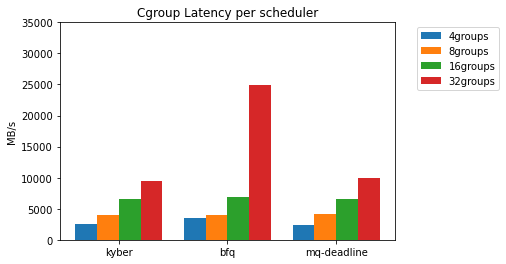 Cgroup Latency per scheduler
35000
30000
25000
20000
15000
10000
5000
0
MB/s
kyber
bfq
mq-deadline
4groups
8groups
16groups
32groups